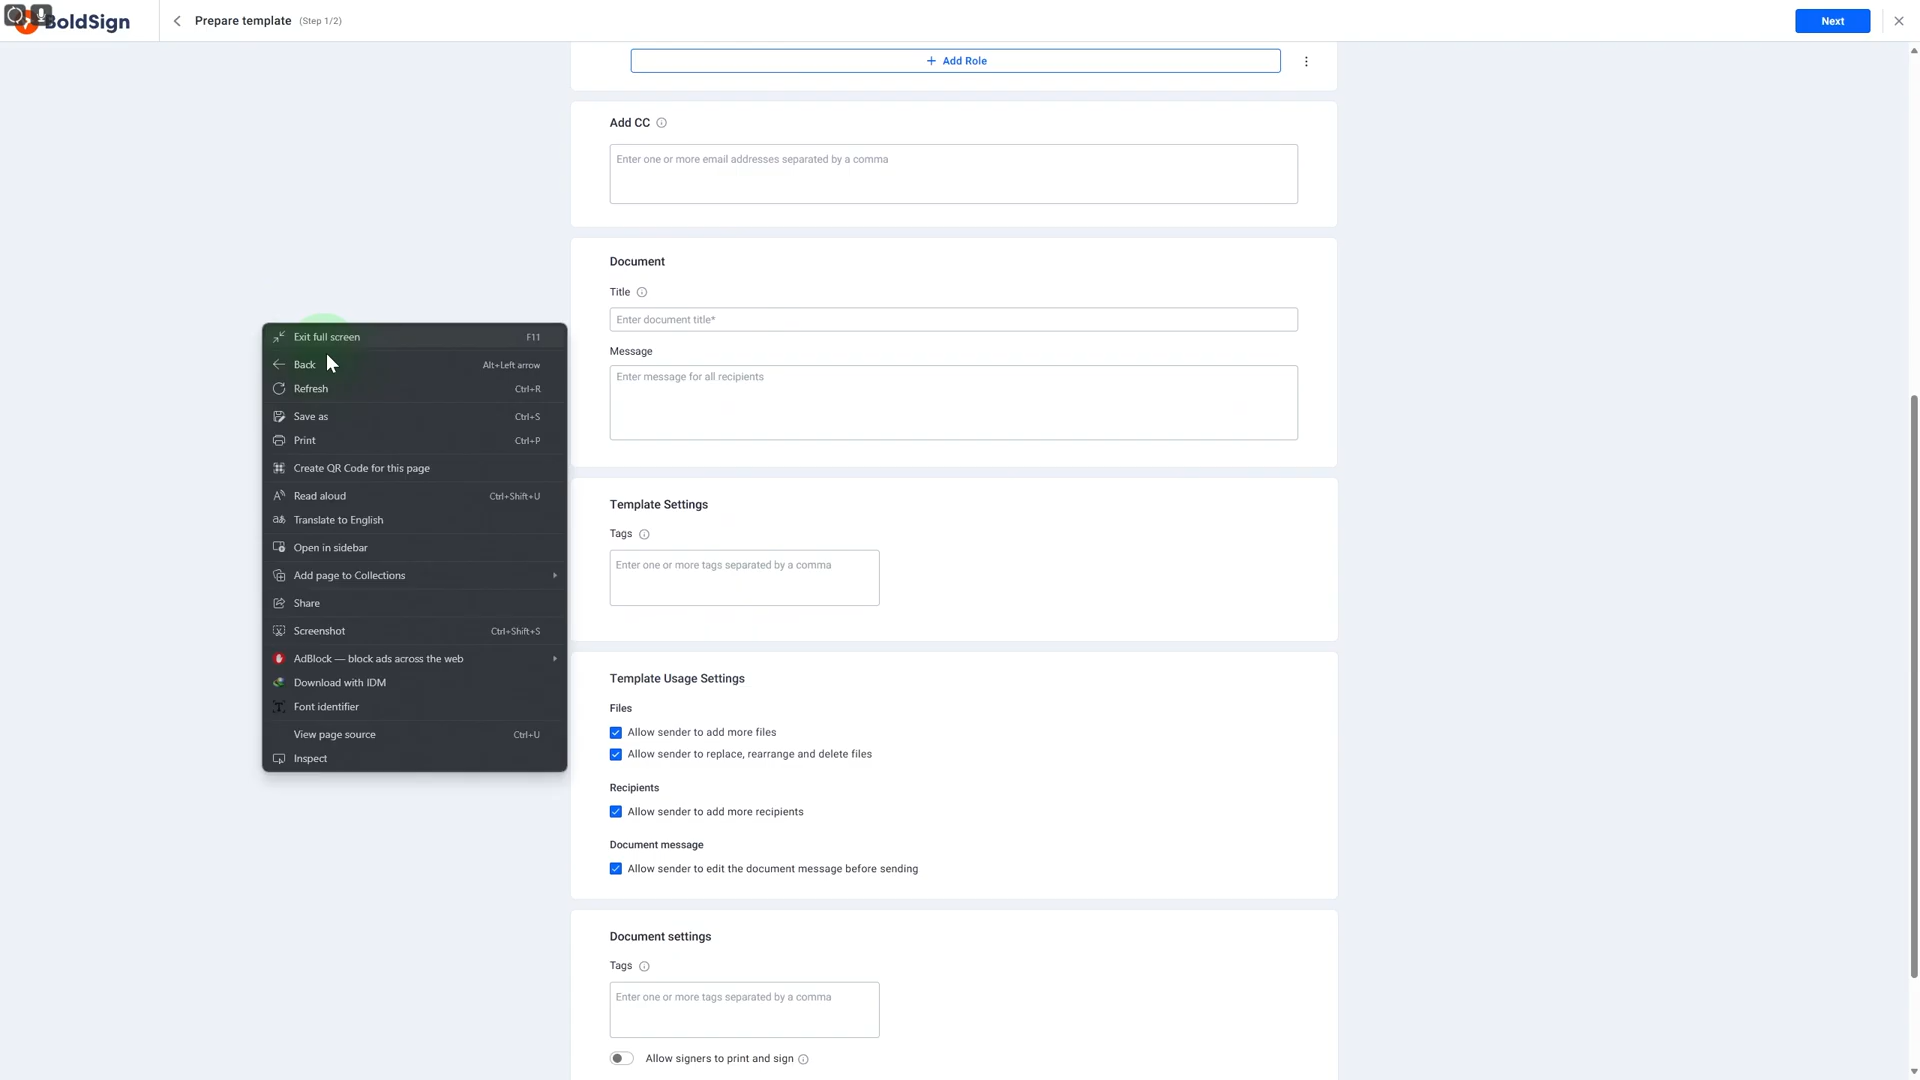 BoldSign
Prepare template (Step 1/2)
Next
+ Add Role
Add CC
Enter one or more email addresses separated by a comma
Document
Title
Enter document title*
Message
Enter message for all recipients
Exit full screen F11
Back Alt+Left arrow
Refresh Ctrl+R
Save as Ctrl+S
Print Ctrl+P
Create QR Code for this page
Read aloud Ctrl+Shift+U
Translate to English
Open in sidebar
Add page to Collections
Share
Screenshot Ctrl+Shift+S
AdBlock — block ads across the web
Download with IDM
Font identifier
View page source Ctrl+U
Inspect
Template Settings
Tags
Enter one or more tags separated by a comma
Template Usage Settings
Files
Allow sender to add more files
Allow sender to replace, rearrange and delete files
Recipients
Allow sender to add more recipients
Document message
Allow sender to edit the document message before sending
Document settings
Tags
Enter one or more tags separated by a comma
Allow signers to print and sign